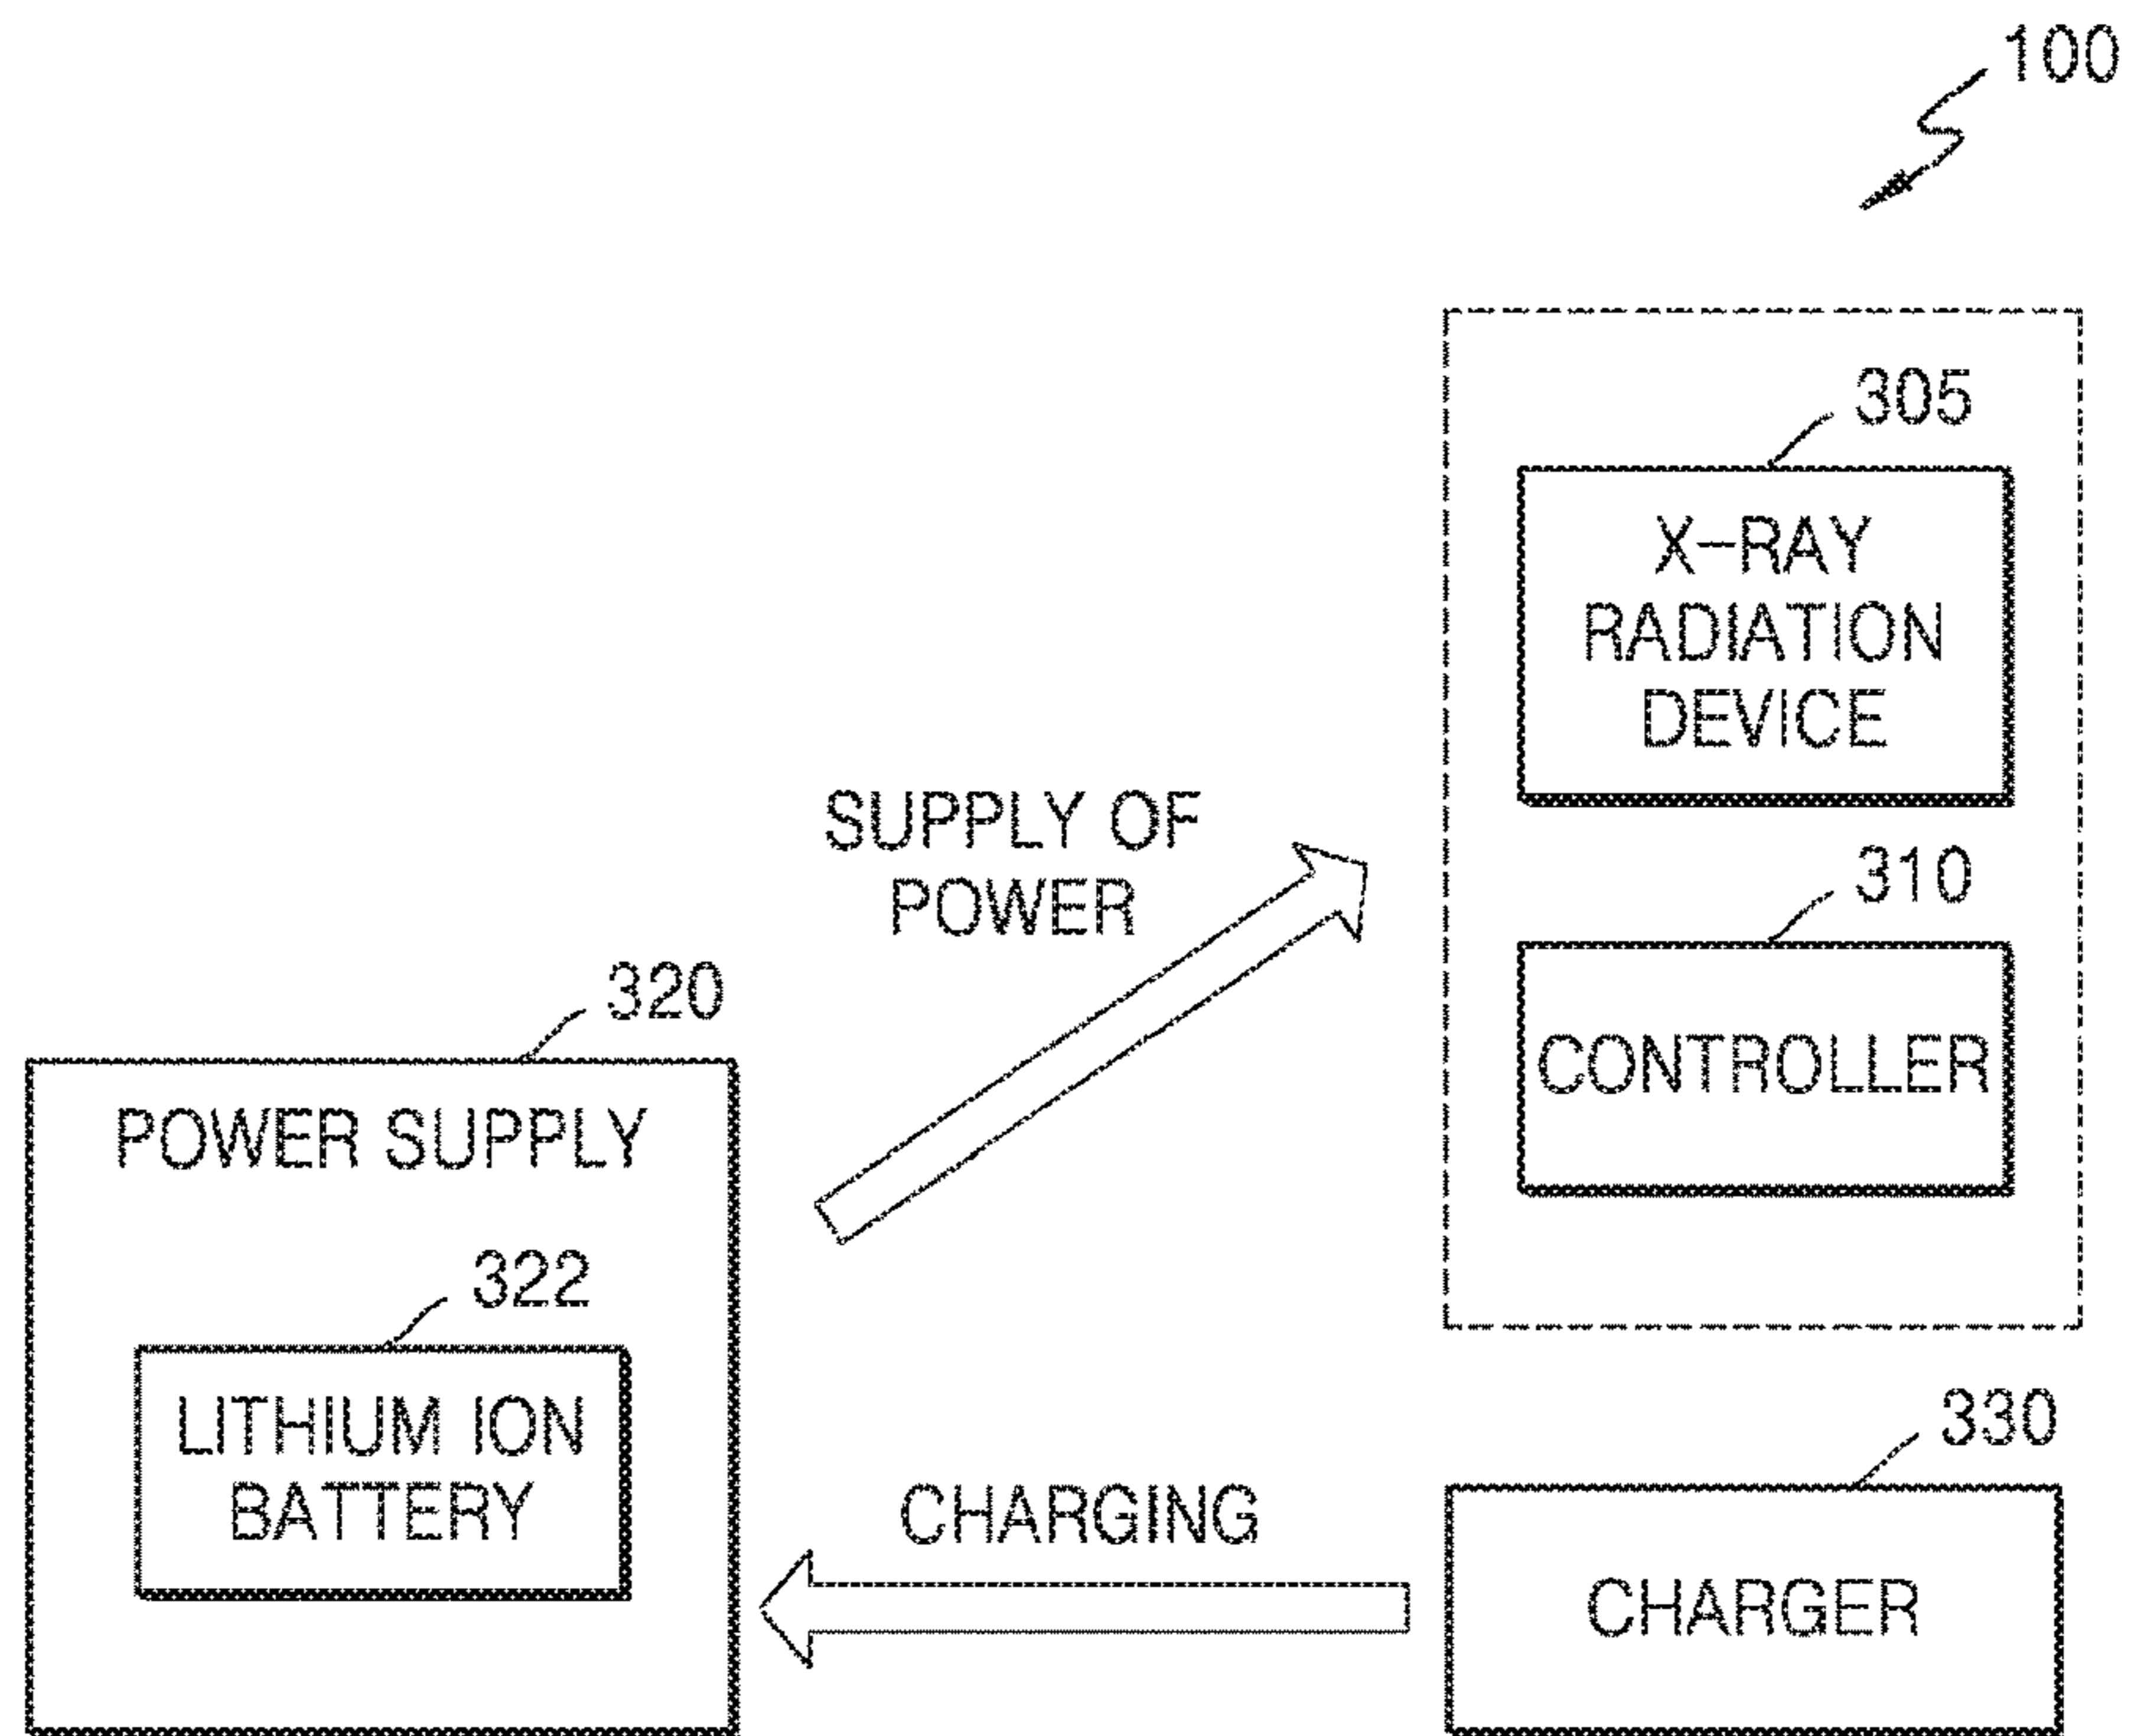 100
305
X-RAY
RADIATION
DEVICE
SUPPLY OF
POWER
310
CONTROLLER
320
POWER SUPPLY
322
LITHIUM ION
BATTERY
CHARGING
330
CHARGER